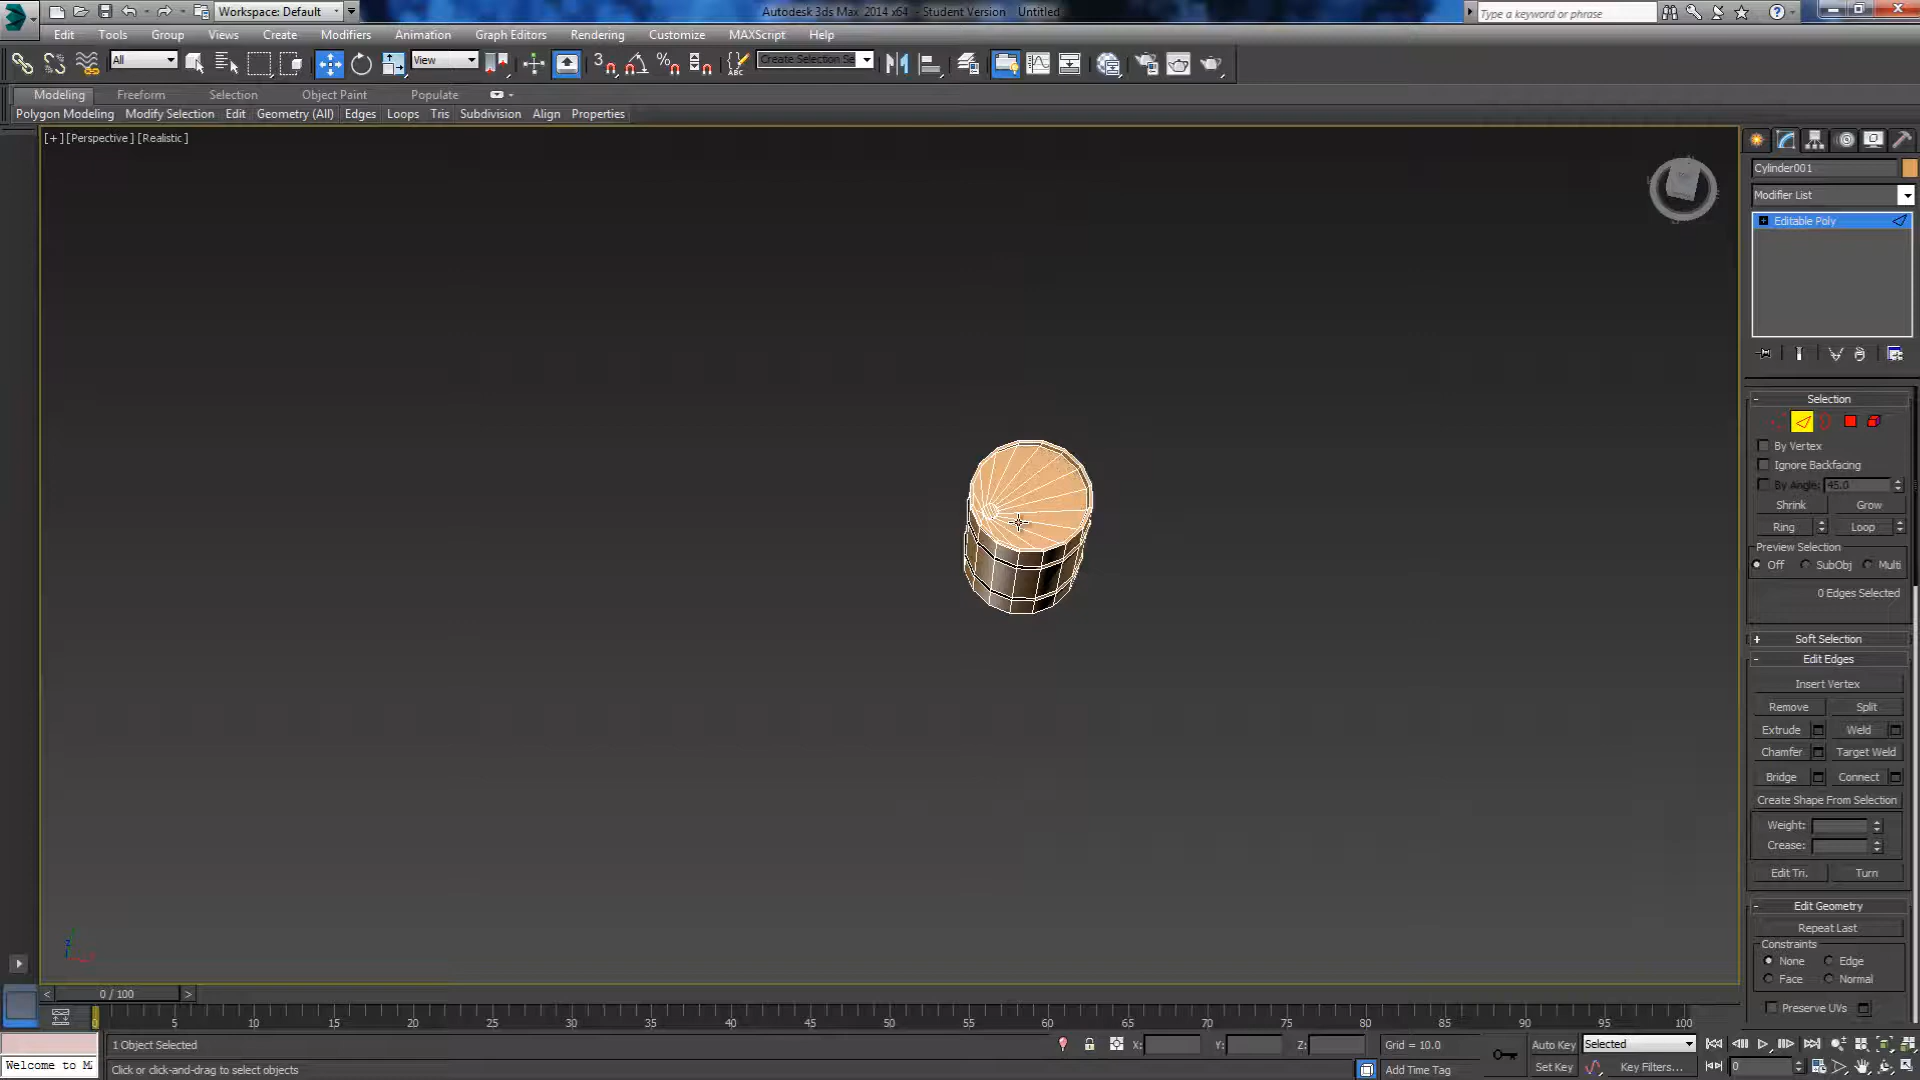 Workspace: Default
Autodesk 3ds Max 2014 x64 - Student Version Untitled
Type a keyword or phrase
Edit Tools Group Views Create Modifiers Animation Graph Editors Rendering Customize MAXScript Help
All
View
Create Selection Se
Modeling Freeform Selection Object Paint Populate
Polygon Modeling Modify Selection Edit Geometry (All) Edges Loops Tris Subdivision Align Properties
[+] [Perspective] [Realistic]
Cylinder001
Modifier List
Editable Poly
Selection
By Vertex
Ignore Backfacing
By Angle: 45.0
Shrink Grow
Ring Loop
Preview Selection
Off SubObj Multi
0 Edges Selected
Soft Selection
Edit Edges
Insert Vertex
Remove Split
Extrude Weld
Chamfer Target Weld
Bridge Connect
Create Shape From Selection
Weight:
Crease:
Edit Tri. Turn
Edit Geometry
Repeat Last
Constraints
None Edge
Face Normal
Preserve UVs
0 / 100
0 5 10 15 20 25 30 35 40 45 50 55 60 65 70 75 80 85 90 95 100
1 Object Selected
X: Y: Z: Grid = 10.0
Auto Key Selected
Welcome to M
Click or click-and-drag to select objects
Add Time Tag
Set Key Key Filters... 0